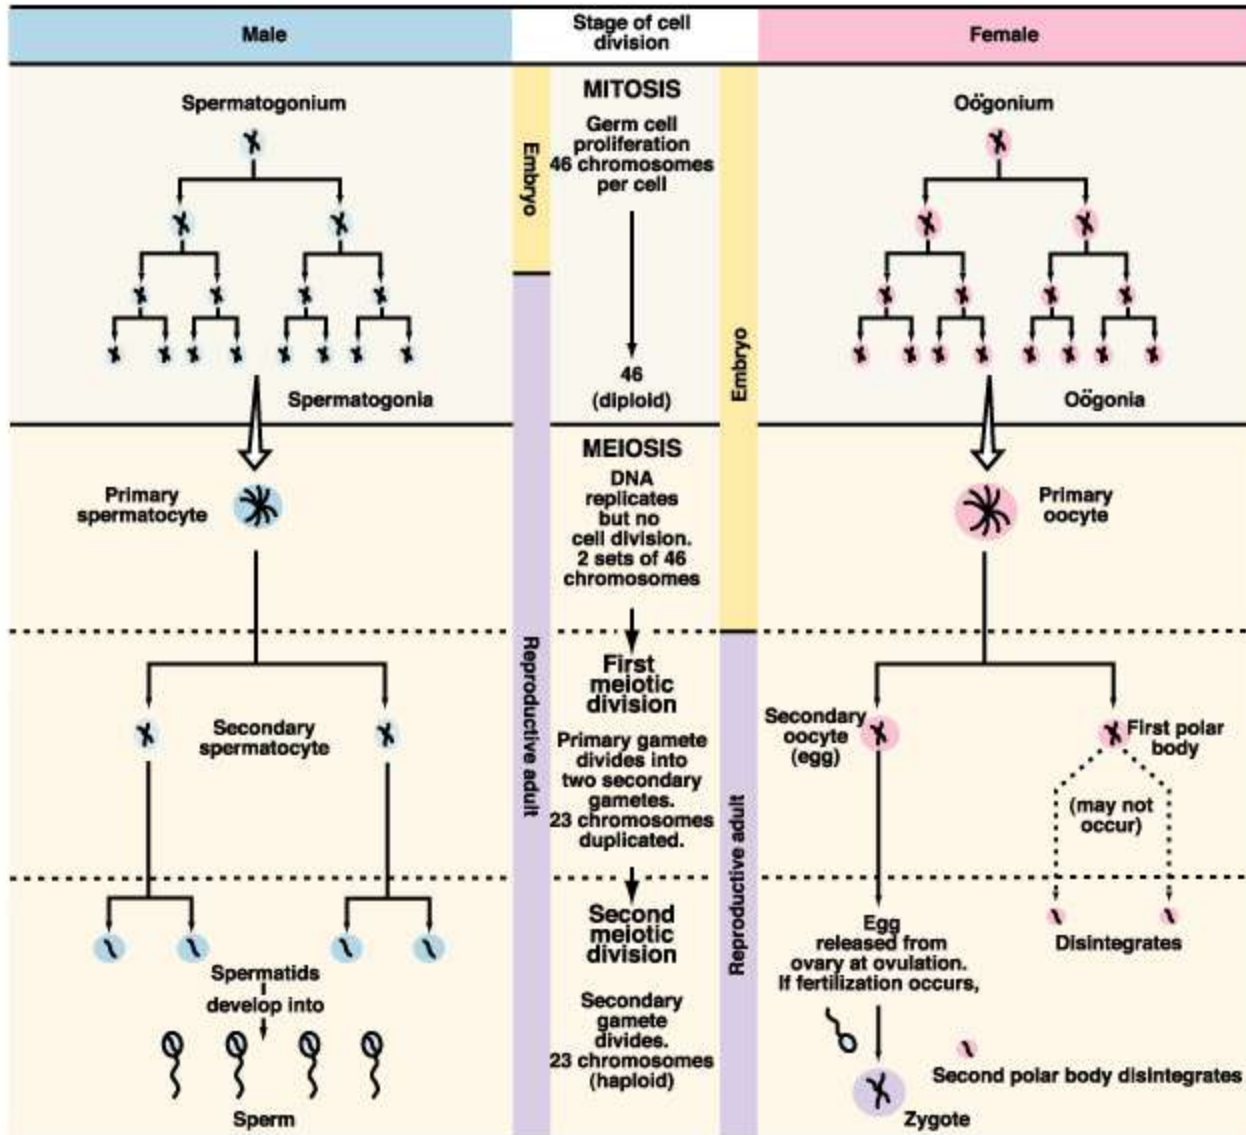 Male
Stage of cell
division
Female
Spermatogonium
MITOSIS
Germ cell
proliferation
46 chromosomes
per cell
Oögonium
Embryo
Embryo
46
(diploid)
Spermatogonia
Oögonia
MEIOSIS
DNA
replicates
but no
cell division.
2 sets of 46
chromosomes
Primary
spermatocyte
Primary
oocyte
Reproductive adult
Reproductive adult
First
meiotic
division
Primary gamete
divides into
two secondary
gametes.
23 chromosomes
duplicated.
Secondary
spermatocyte
Secondary
oocyte
(egg)
First polar
body
(may not
occur)
Second
meiotic
division
Secondary
gamete
divides.
23 chromosomes
(haploid)
Spermatids
develop into
Sperm
Egg
released from
ovary at ovulation.
If fertilization occurs,
Disintegrates
Second polar body disintegrates
Zygote